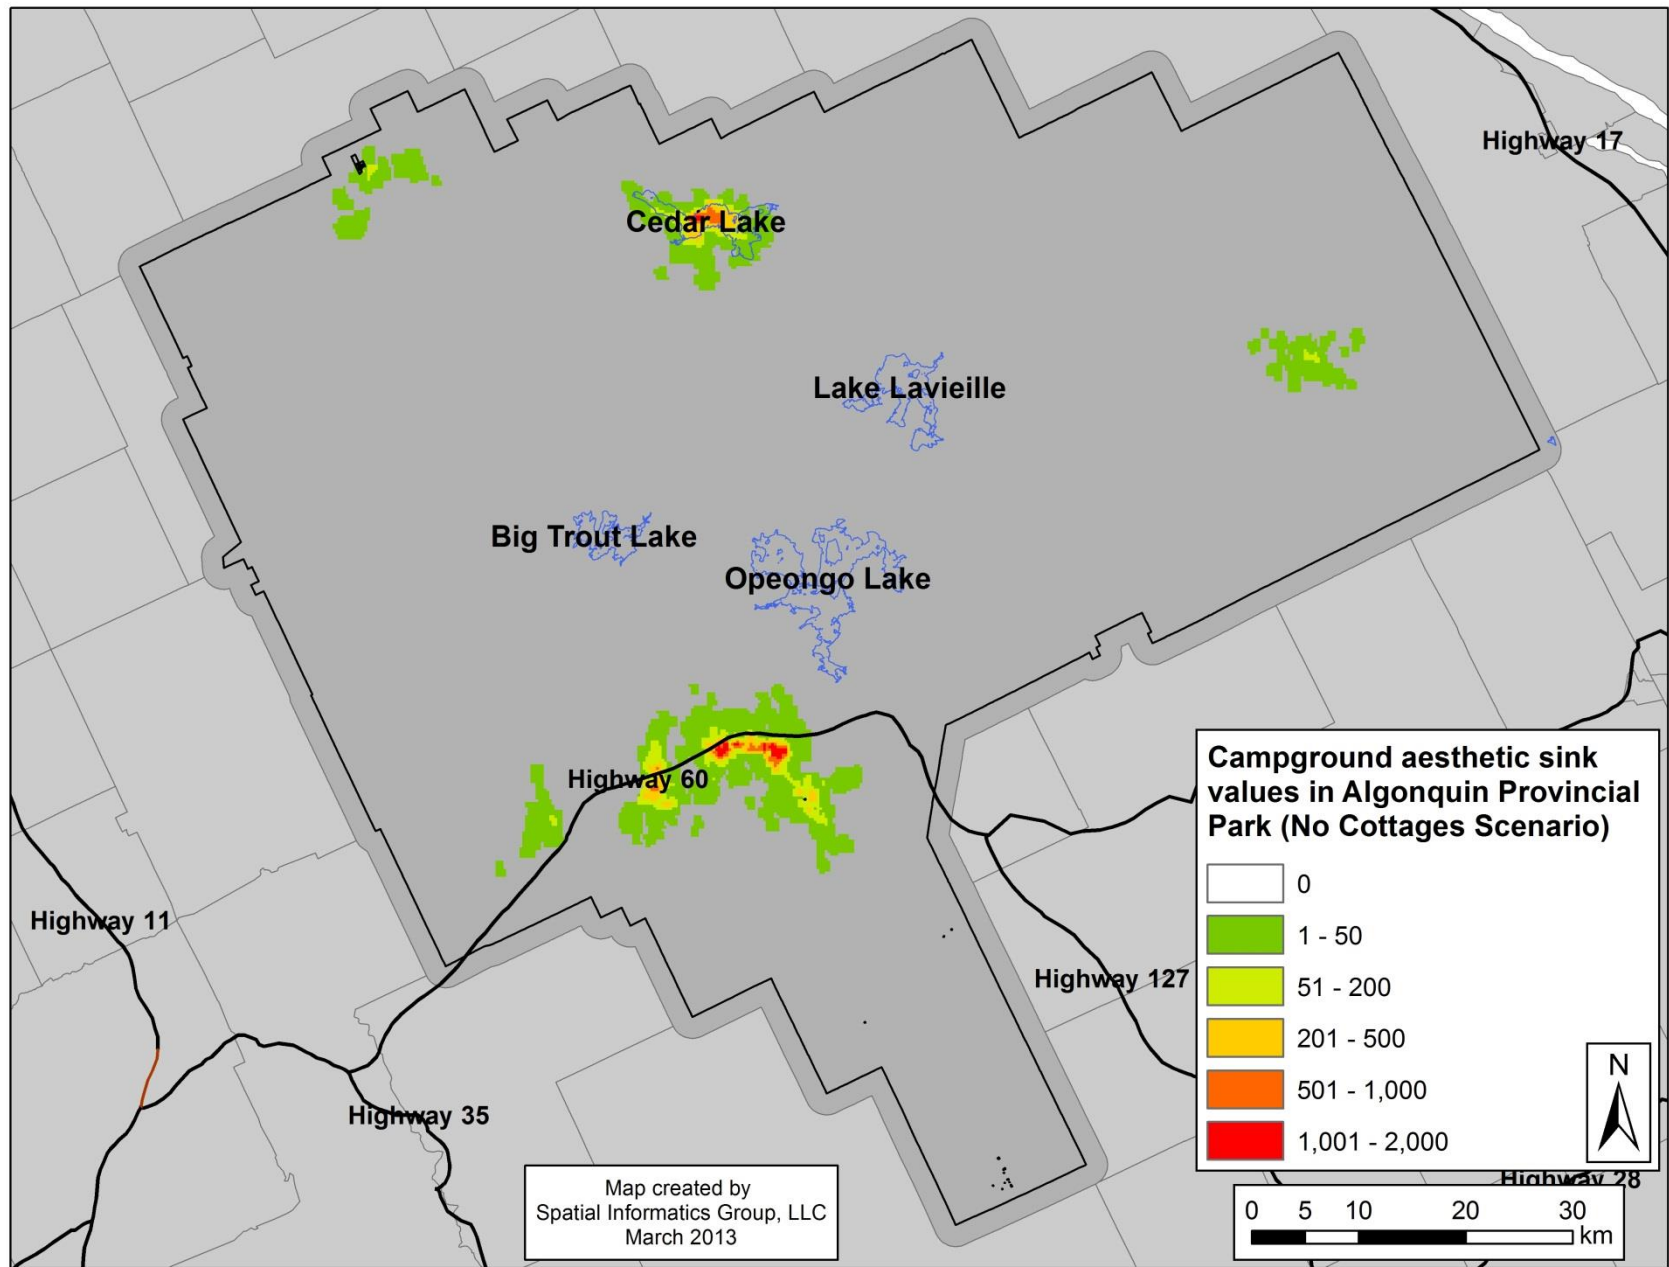 Highway 17
Cedar Lake
Lake Lavieille
Big Trout Lake
Opeongo Lake
Highway 60
Highway 11
Highway 127
Highway 35
Campground aesthetic sink
values in Algonquin Provincial
Park (No Cottages Scenario)
0
1 - 50
51 - 200
201 - 500
501 - 1,000
1,001 - 2,000
N
Highway 28
Map created by
Spatial Informatics Group, LLC
March 2013
0 5 10 20 30
km